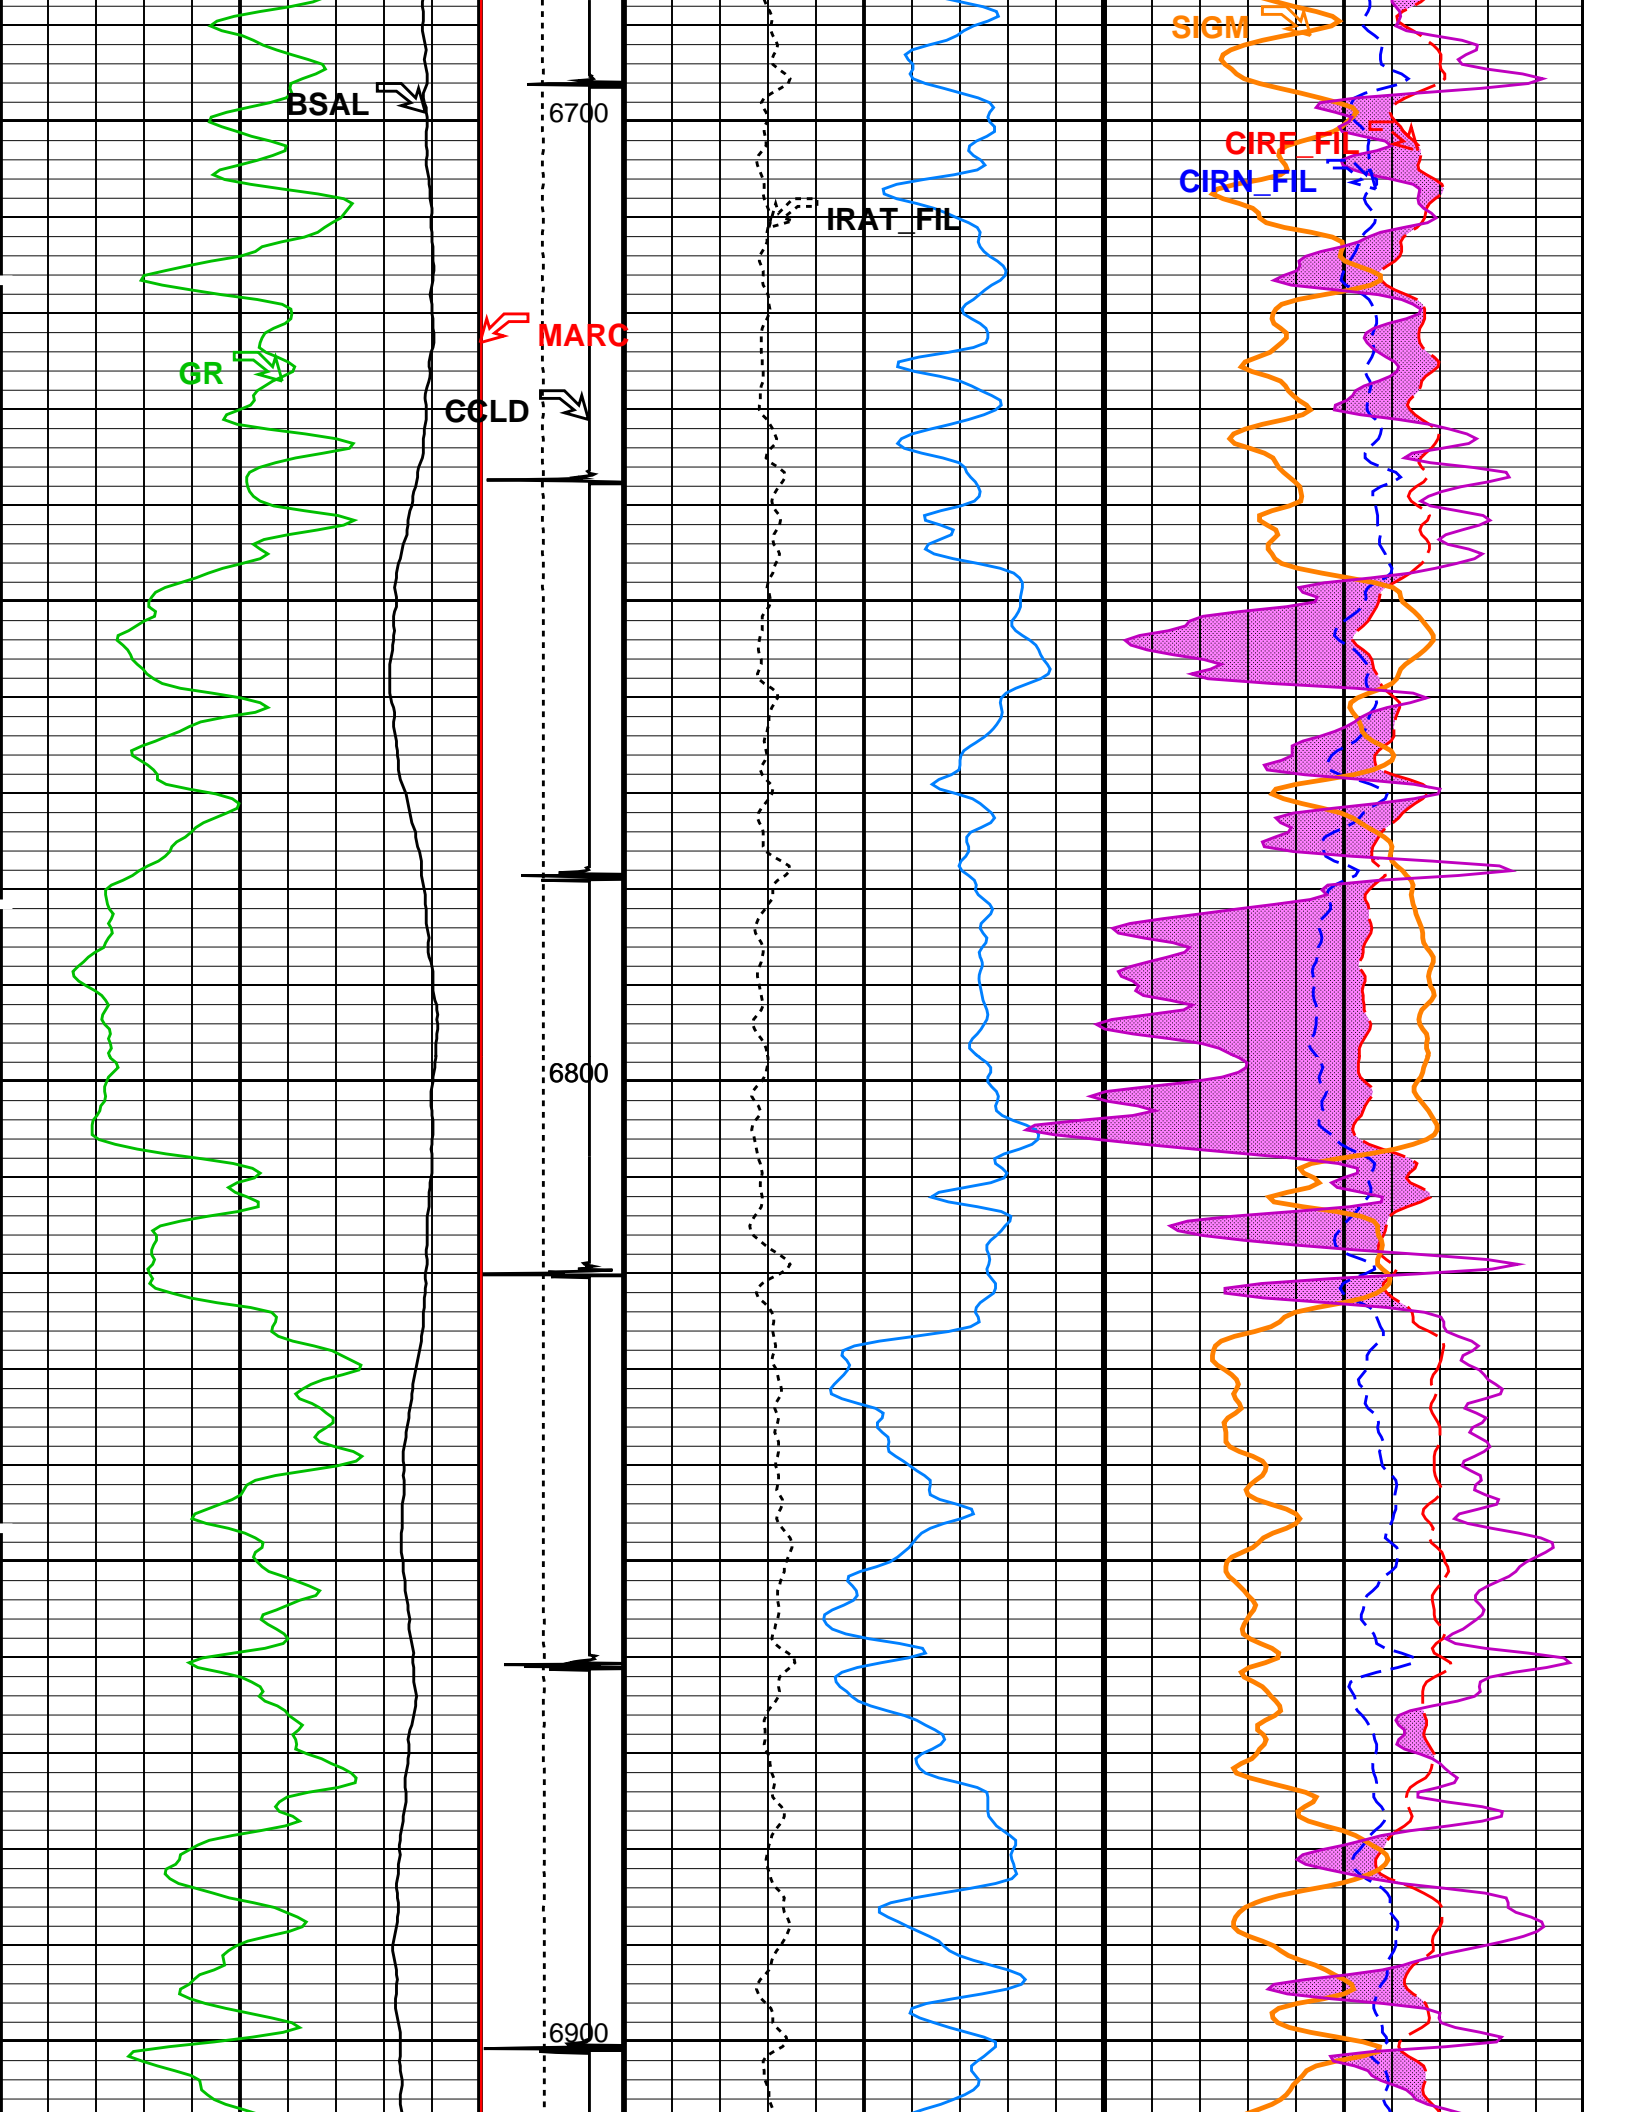 SIGM
BSAL
6700
CIRF_FIL
CIRN_FIL
IRAT_FIL
MARC
GR
CCLD
6800
6900